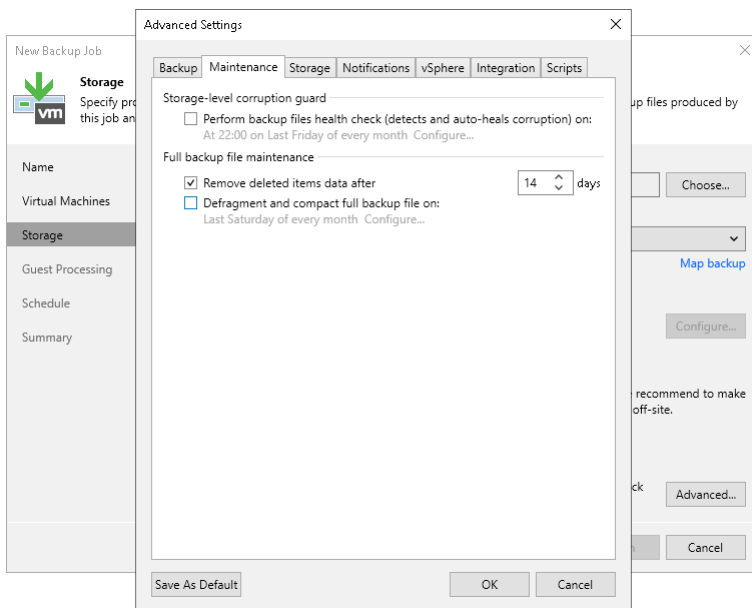 Advanced Settings
New Backup Job
Storage
Specify pro
this job an
up files produced by
Name
Virtual Machines
Storage
Guest Processing
Schedule
Summary
Backup Maintenance Storage Notifications vSphere Integration Scripts
Storage-level corruption guard
Perform backup files health check (detects and auto-heals corruption) on:
At 22:00 on Last Friday of every month Configure...
Full backup file maintenance
Remove deleted items data after 14 days
Defragment and compact full backup file on:
Last Saturday of every month Configure...
Save As Default OK Cancel
Choose...
Map backup
Configure...
recommend to make
off-site.
ck
Advanced...
Cancel
vm